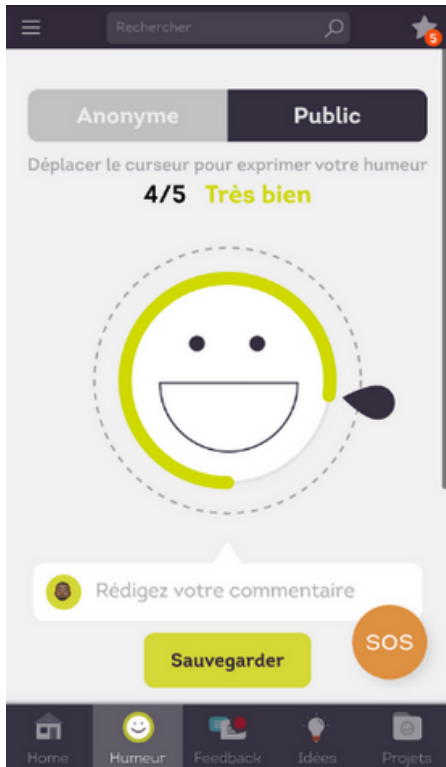 Rechercher
5
Anonyme Public
Déplacer le curseur pour exprimer votre humeur
4/5 Très bien
Rédigez votre commentaire
SOS
Sauvegarder
Home Humeur Feedback Idées Projets